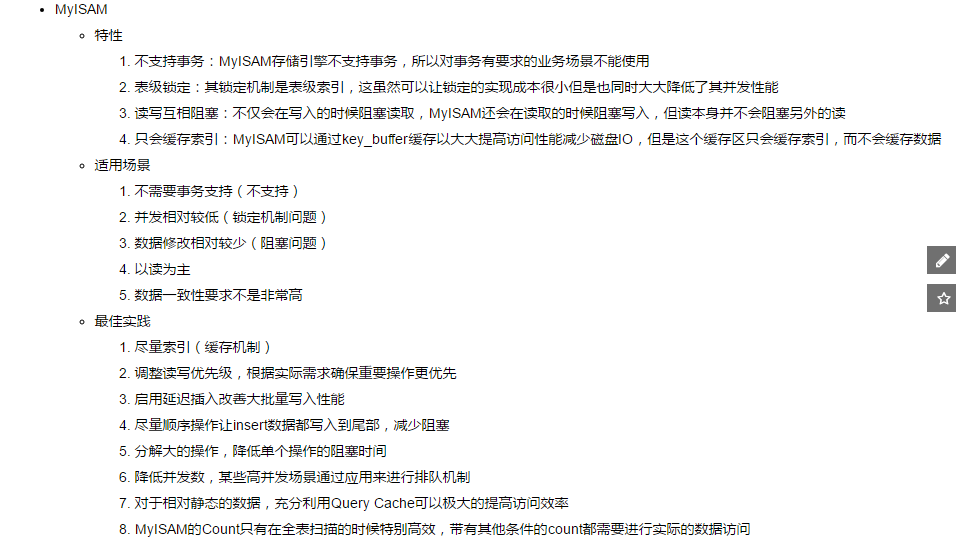 MyISAM
特性
1. 不支持事务：MyISAM存储引擎不支持事务，所以对事务有要求的业务场景不能使用
2. 表级锁定：其锁定机制是表级索引，这虽然可以让锁定的实现成本很小但是也同时大大降低了其并发性能
3. 读写互相阻塞：不仅会在写入的时候阻塞读取，MyISAM还会在读取的时候阻塞写入，但读本身并不会阻塞另外的读
4. 只会缓存索引：MyISAM可以通过key_buffer缓存以大大提高访问性能减少磁盘IO，但是这个缓存区只会缓存索引，而不会缓存数据
适用场景
1. 不需要事务支持（不支持）
2. 并发相对较低（锁定机制问题）
3. 数据修改相对较少（阻塞问题）
4. 以读为主
5. 数据一致性要求不是非常高
最佳实践
1. 尽量索引（缓存机制）
2. 调整读写优先级，根据实际需求确保重要操作更优先
3. 启用延迟插入改善大批量写入性能
4. 尽量顺序操作让insert数据都写入到尾部，减少阻塞
5. 分解大的操作，降低单个操作的阻塞时间
6. 降低并发数，某些高并发场景通过应用来进行排队机制
7. 对于相对静态的数据，充分利用Query Cache可以极大的提高访问效率
8. MyISAM的Count只有在全表扫描的时候特别高效，带有其他条件的count都需要进行实际的数据访问